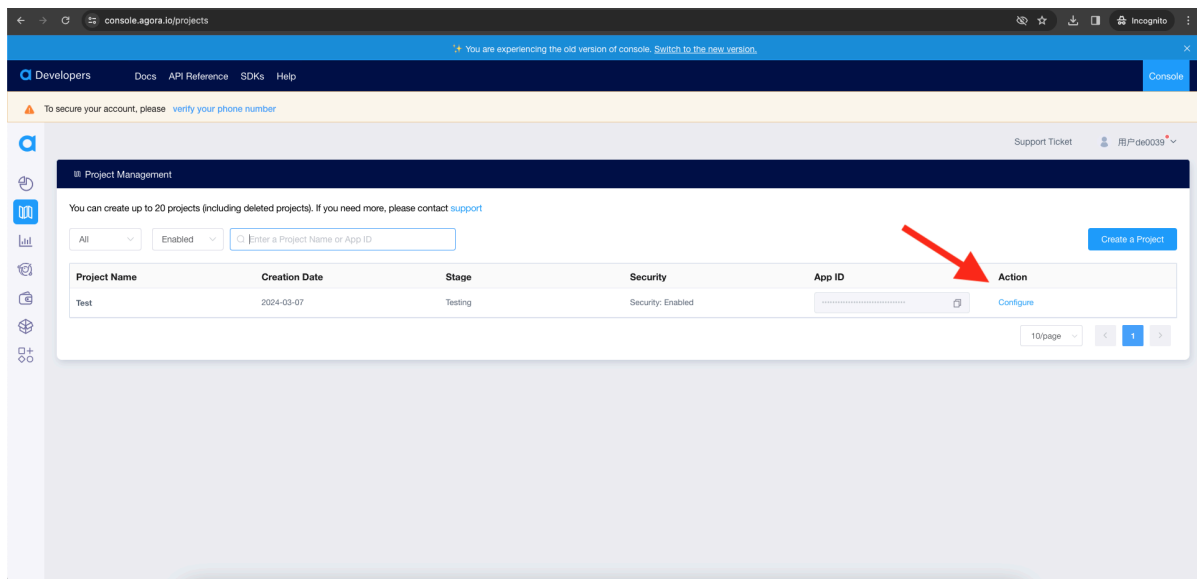 console.agora.io/projects
Incognito
✨ You are experiencing the old version of console. Switch to the new version.
Developers Docs API Reference SDKs Help Console
To secure your account, please verify your phone number
Support Ticket 用户de0039
Project Management
You can create up to 20 projects (including deleted projects). If you need more, please contact support
All Enabled Enter a Project Name or App ID Create a Project
Project Name Creation Date Stage Security App ID Action
Test 2024-03-07 Testing Security: Enabled ································ Configure
10/page < 1 >